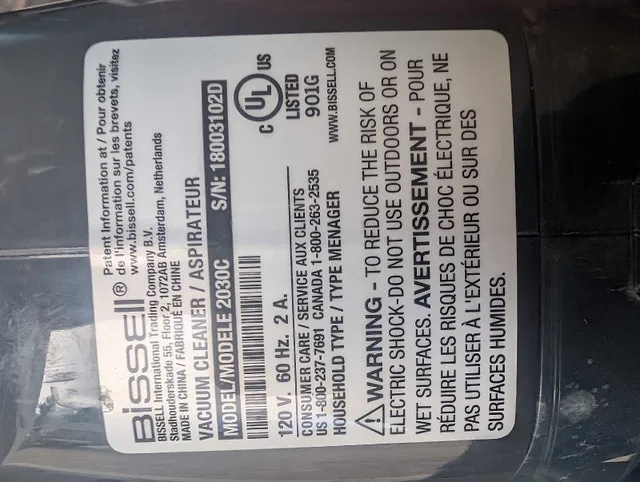 Bissell®
Patent Information at / Pour obtenir
de l'information sur les brevets, visitez
www.bissell.com/patents
BISSELL International Trading Company B.V.
Stadhouderskade 55, Floor 2, 1072AB Amsterdam, Netherlands
MADE IN CHINA / FABRIQUÉ EN CHINE
VACUUM CLEANER / ASPIRATEUR
MODEL/MODELE 2030C S/N: 18003102D
120 V. 60 Hz. 2 A.
CONSUMER CARE / SERVICE AUX CLIENTS
US 1-800-237-7691 CANADA 1-800-263-2535
HOUSEHOLD TYPE / TYPE MENAGER
C UL® US
LISTED
901G
WWW.BISSELL.COM
WARNING - TO REDUCE THE RISK OF
ELECTRIC SHOCK-DO NOT USE OUTDOORS OR ON
WET SURFACES. AVERTISSEMENT - POUR
RÉDUIRE LES RISQUES DE CHOC ÉLECTRIQUE, NE
PAS UTILISER À L'EXTÉRIEUR OU SUR DES
SURFACES HUMIDES.